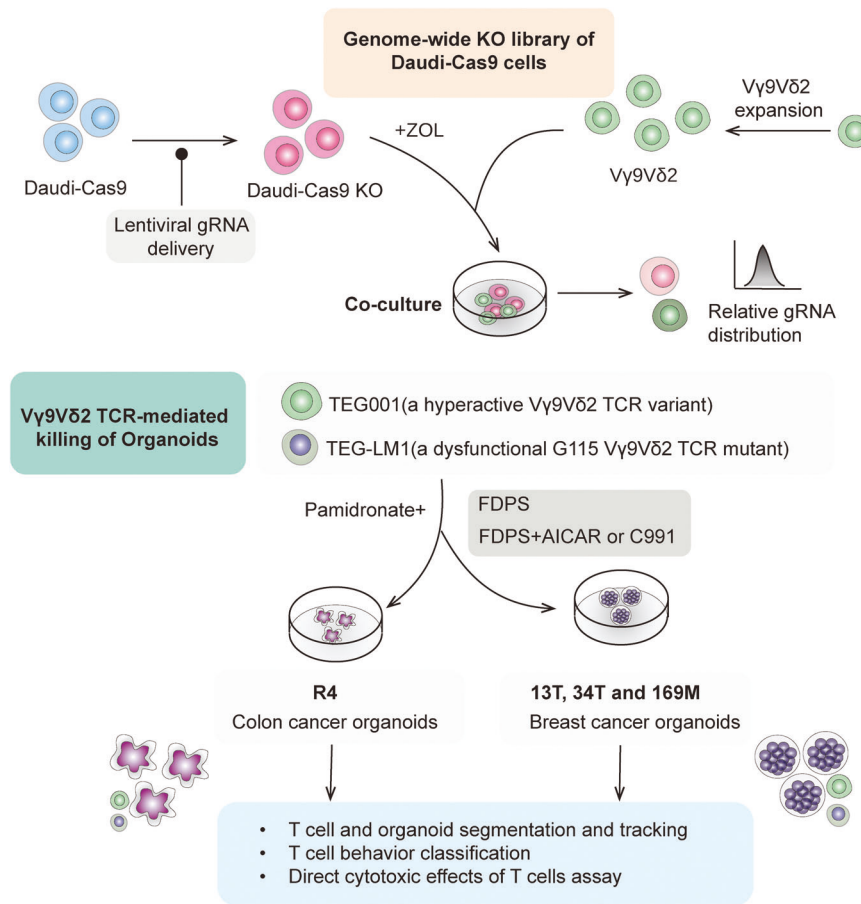 Genome-wide KO library of
Daudi-Cas9 cells
Vγ9Vδ2
expansion
+ZOL
Daudi-Cas9
Daudi-Cas9 KO
Vγ9Vδ2
Lentiviral gRNA
delivery
Co-culture
Relative gRNA
distribution
Vγ9Vδ2 TCR-mediated
killing of Organoids
TEG001(a hyperactive Vγ9Vδ2 TCR variant)
TEG-LM1(a dysfunctional G115 Vγ9Vδ2 TCR mutant)
Pamidronate+
FDPS
FDPS+AICAR or C991
R4
Colon cancer organoids
13T, 34T and 169M
Breast cancer organoids
• T cell and organoid segmentation and tracking
• T cell behavior classification
• Direct cytotoxic effects of T cells assay